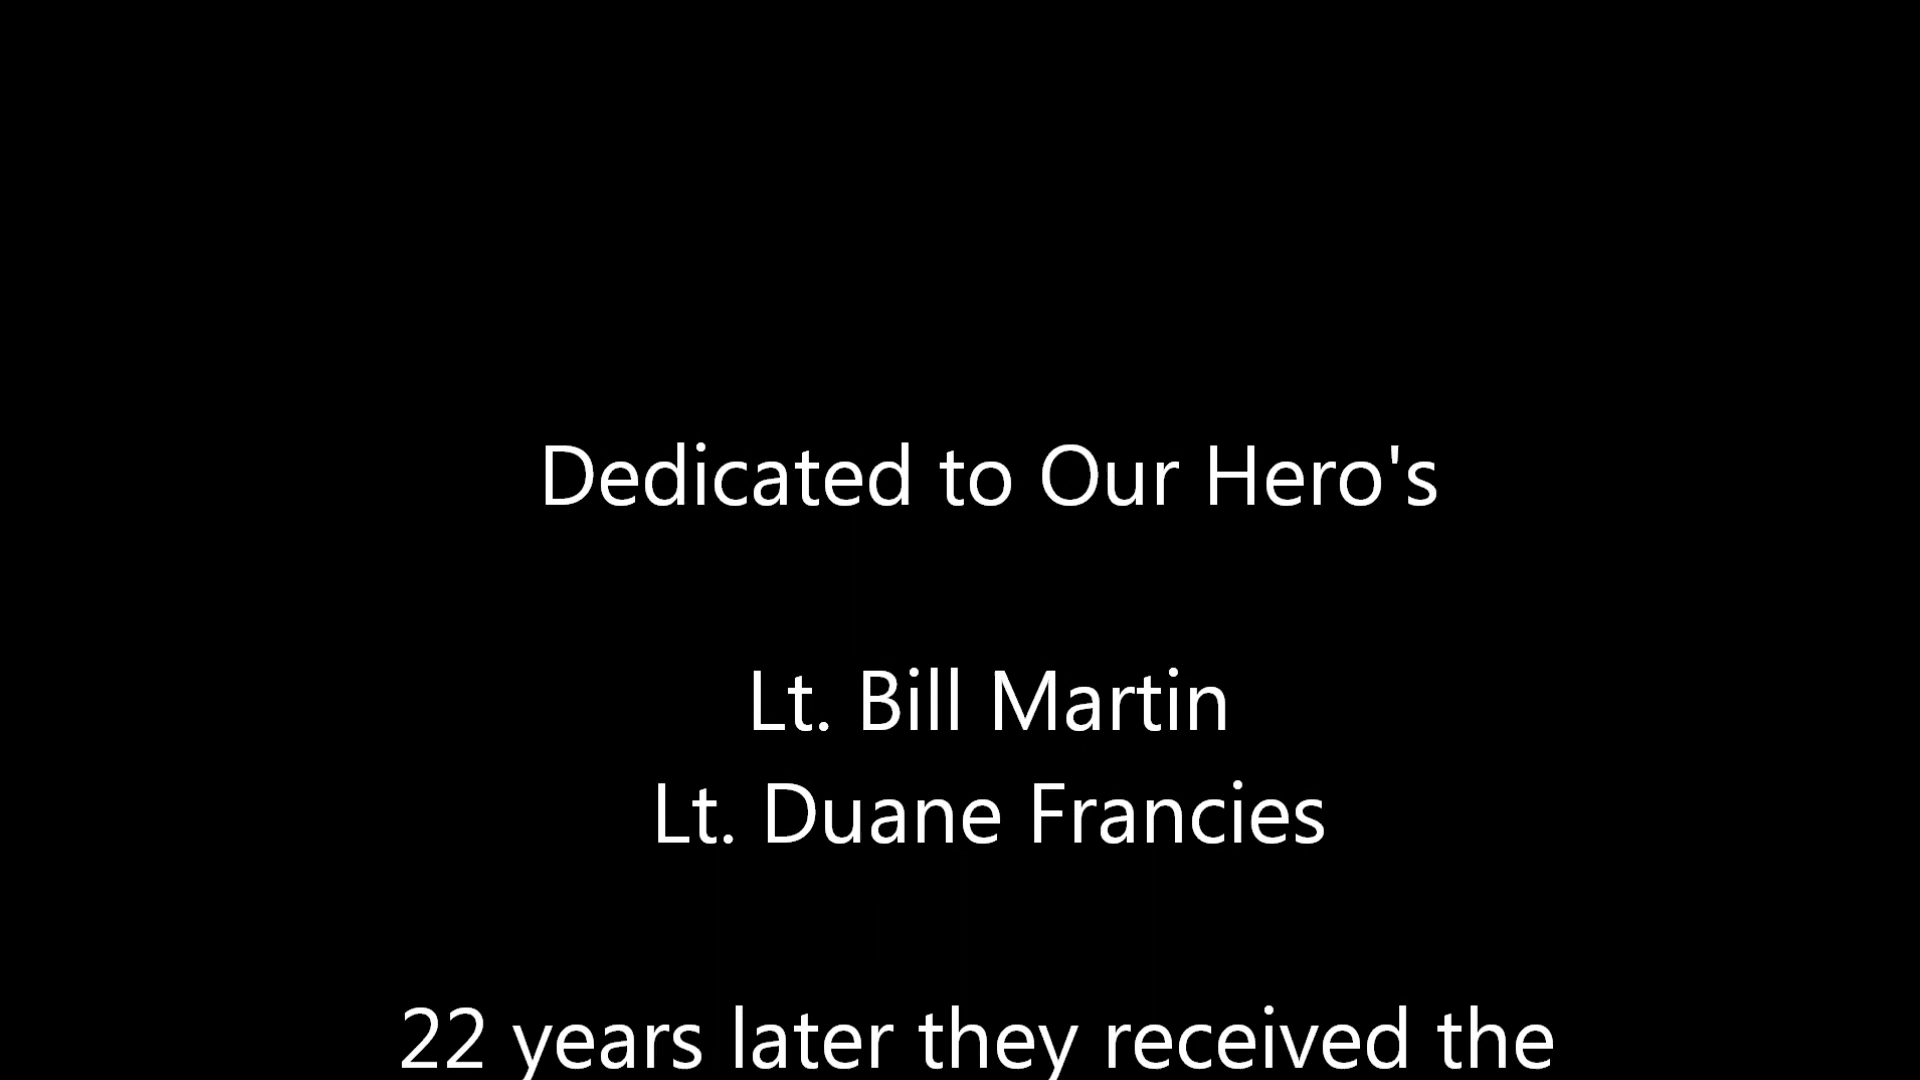 Dedicated to Our Hero's
Lt. Bill Martin
Lt. Duane Francies
22 years later they received the